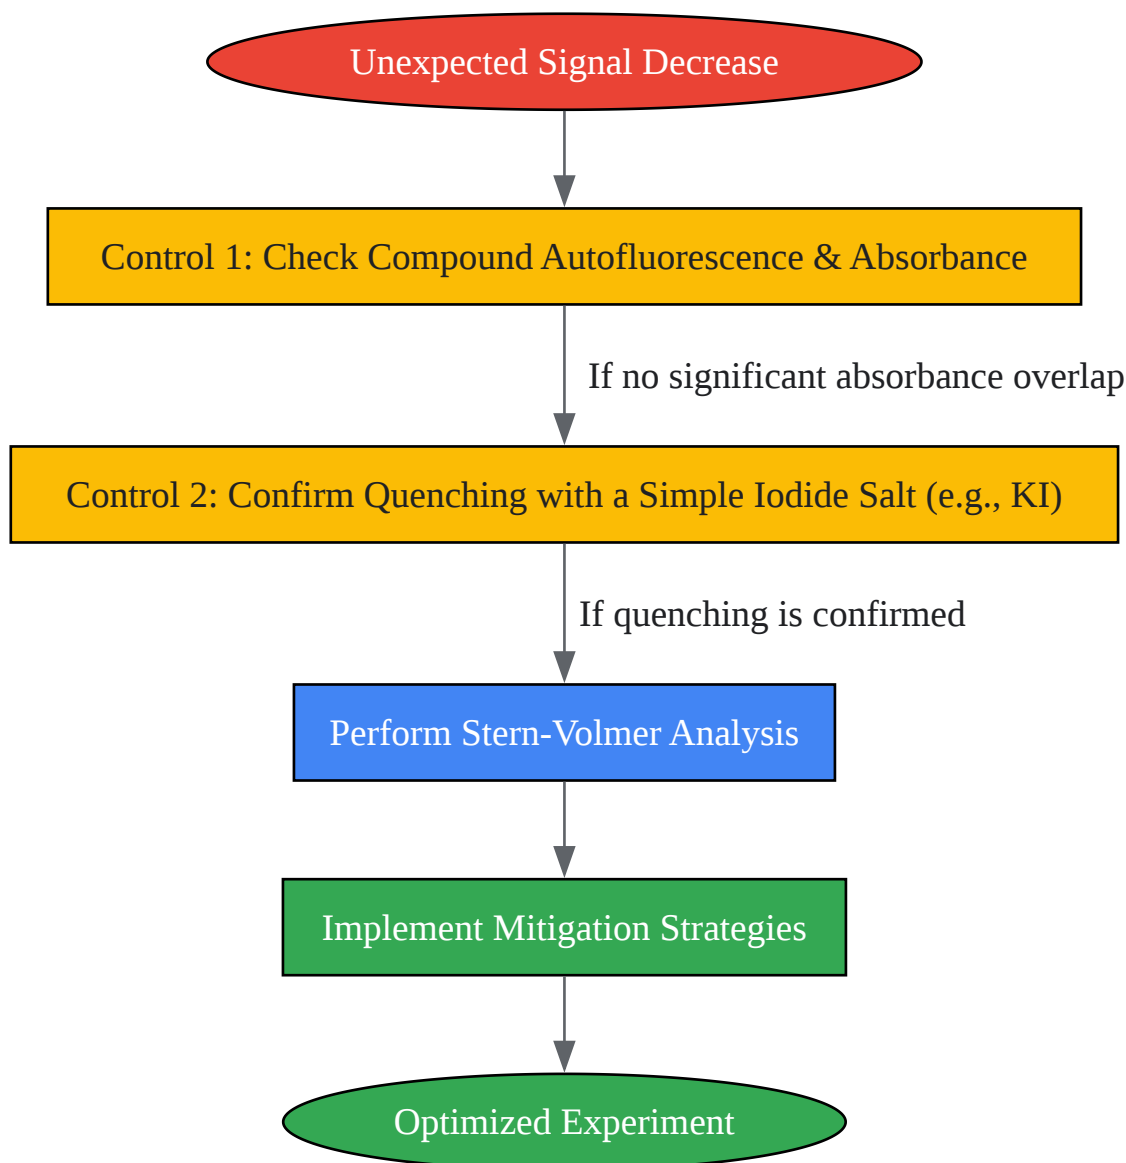 Unexpected Signal Decrease
Control 1: Check Compound Autofluorescence & Absorbance
If no significant absorbance overlap
Control 2: Confirm Quenching with a Simple Iodide Salt (e.g., KI)
If quenching is confirmed
Perform Stern-Volmer Analysis
Implement Mitigation Strategies
Optimized Experiment